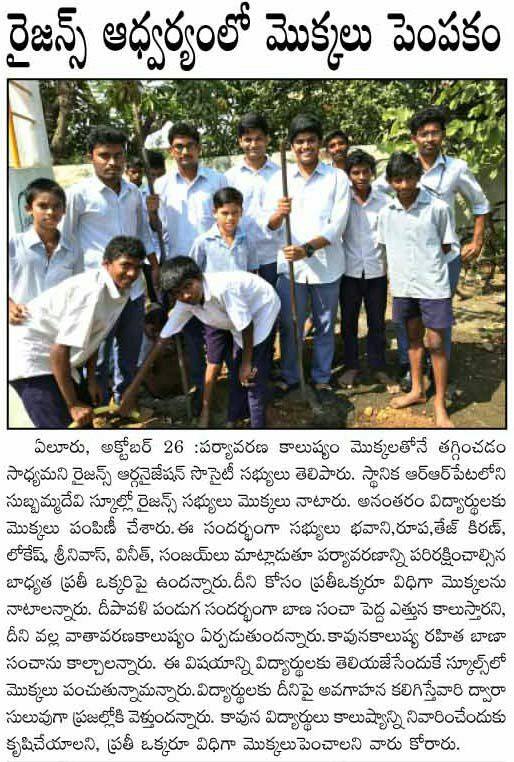 రైజన్స్ ఆధ్వర్యంలో మొక్కలు పెంపకం
ఏలూరు, అక్టోబర్ 26 :పర్యావరణ కాలుష్యం మొక్కలతోనే తగ్గించడం
సాధ్యమని రైజన్స్ ఆర్గనైజేషన్ సొసైటీ సభ్యులు తెలిపారు. స్థానిక ఆర్ఆర్‌పేటలోని
సుబ్బమ్మదేవి స్కూల్లో రైజన్స్ సభ్యులు మొక్కలు నాటారు. అనంతరం విద్యార్థులకు
మొక్కలు పంపిణీ చేశారు.ఈ సందర్భంగా సభ్యులు భవాని,రూప,తేజ్ కిరణ్,
లోకేష్, శ్రీనివాస్, వినీత్, సంజయ్‌లు మాట్లాడుతూ పర్యావరణాన్ని పరిరక్షించాల్సిన
బాధ్యత ప్రతీ ఒక్కరిపై ఉందన్నారు.దీని కోసం ప్రతీఒక్కరూ విధిగా మొక్కలను
నాటాలన్నారు. దీపావళి పండుగ సందర్భంగా బాణ సంచా పెద్ద ఎత్తున కాలుస్తారని,
దీని వల్ల వాతావరణకాలుష్యం ఏర్పడుతుందన్నారు.కావునకాలుష్య రహిత బాణా
సంచాను కాల్చాలన్నారు. ఈ విషయాన్ని విద్యార్థులకు తెలియజేసేందుకే స్కూల్స్‌లో
మొక్కలు పంచుతున్నామన్నారు.విద్యార్థులకు దీనిపై అవగాహన కలిగిస్తేవారి ద్వారా
సులువుగా ప్రజల్లోకి వెళ్తుందన్నారు. కావున విద్యార్థులు కాలుష్యాన్ని నివారించేందుకు
కృషిచేయాలని, ప్రతీ ఒక్కరూ విధిగా మొక్కలుపెంచాలని వారు కోరారు.